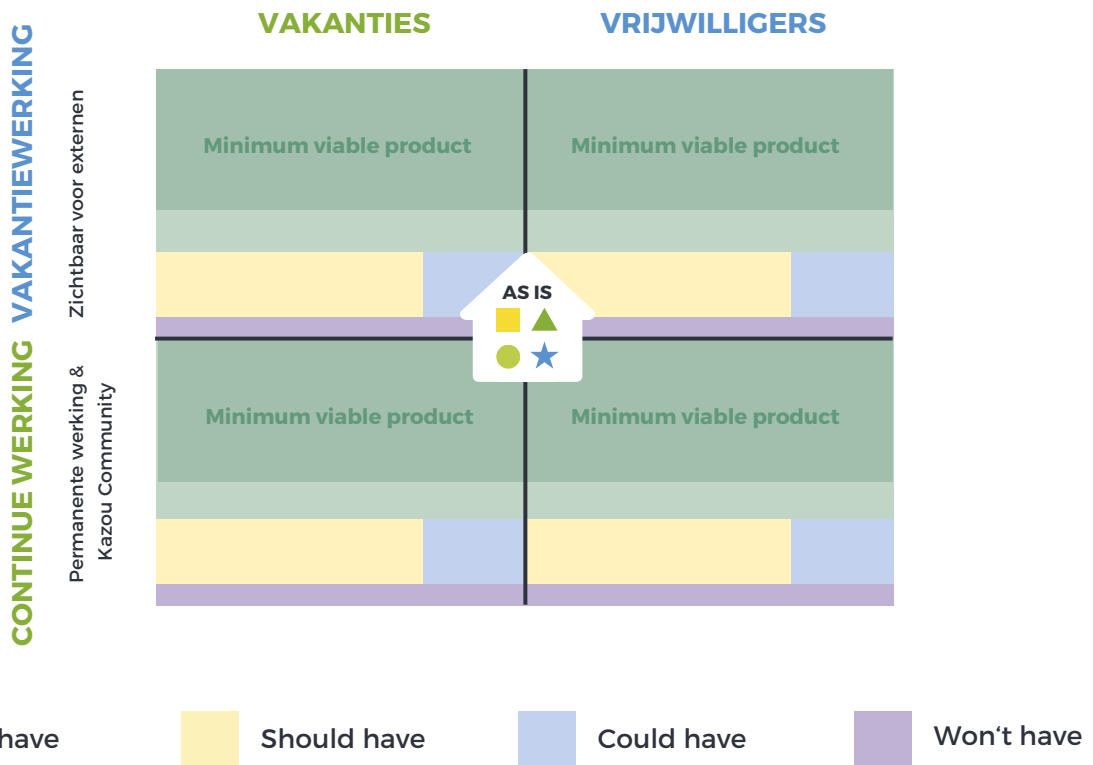 VAKANTIES
VRIJWILLIGERS
VAKANTIEWERKING
Zichtbaar voor externen
Minimum viable product
Minimum viable product
AS IS
CONTINUE WERKING
Permanente werking &
Kazou Community
Minimum viable product
Minimum viable product
have
Should have
Could have
Won‘t have